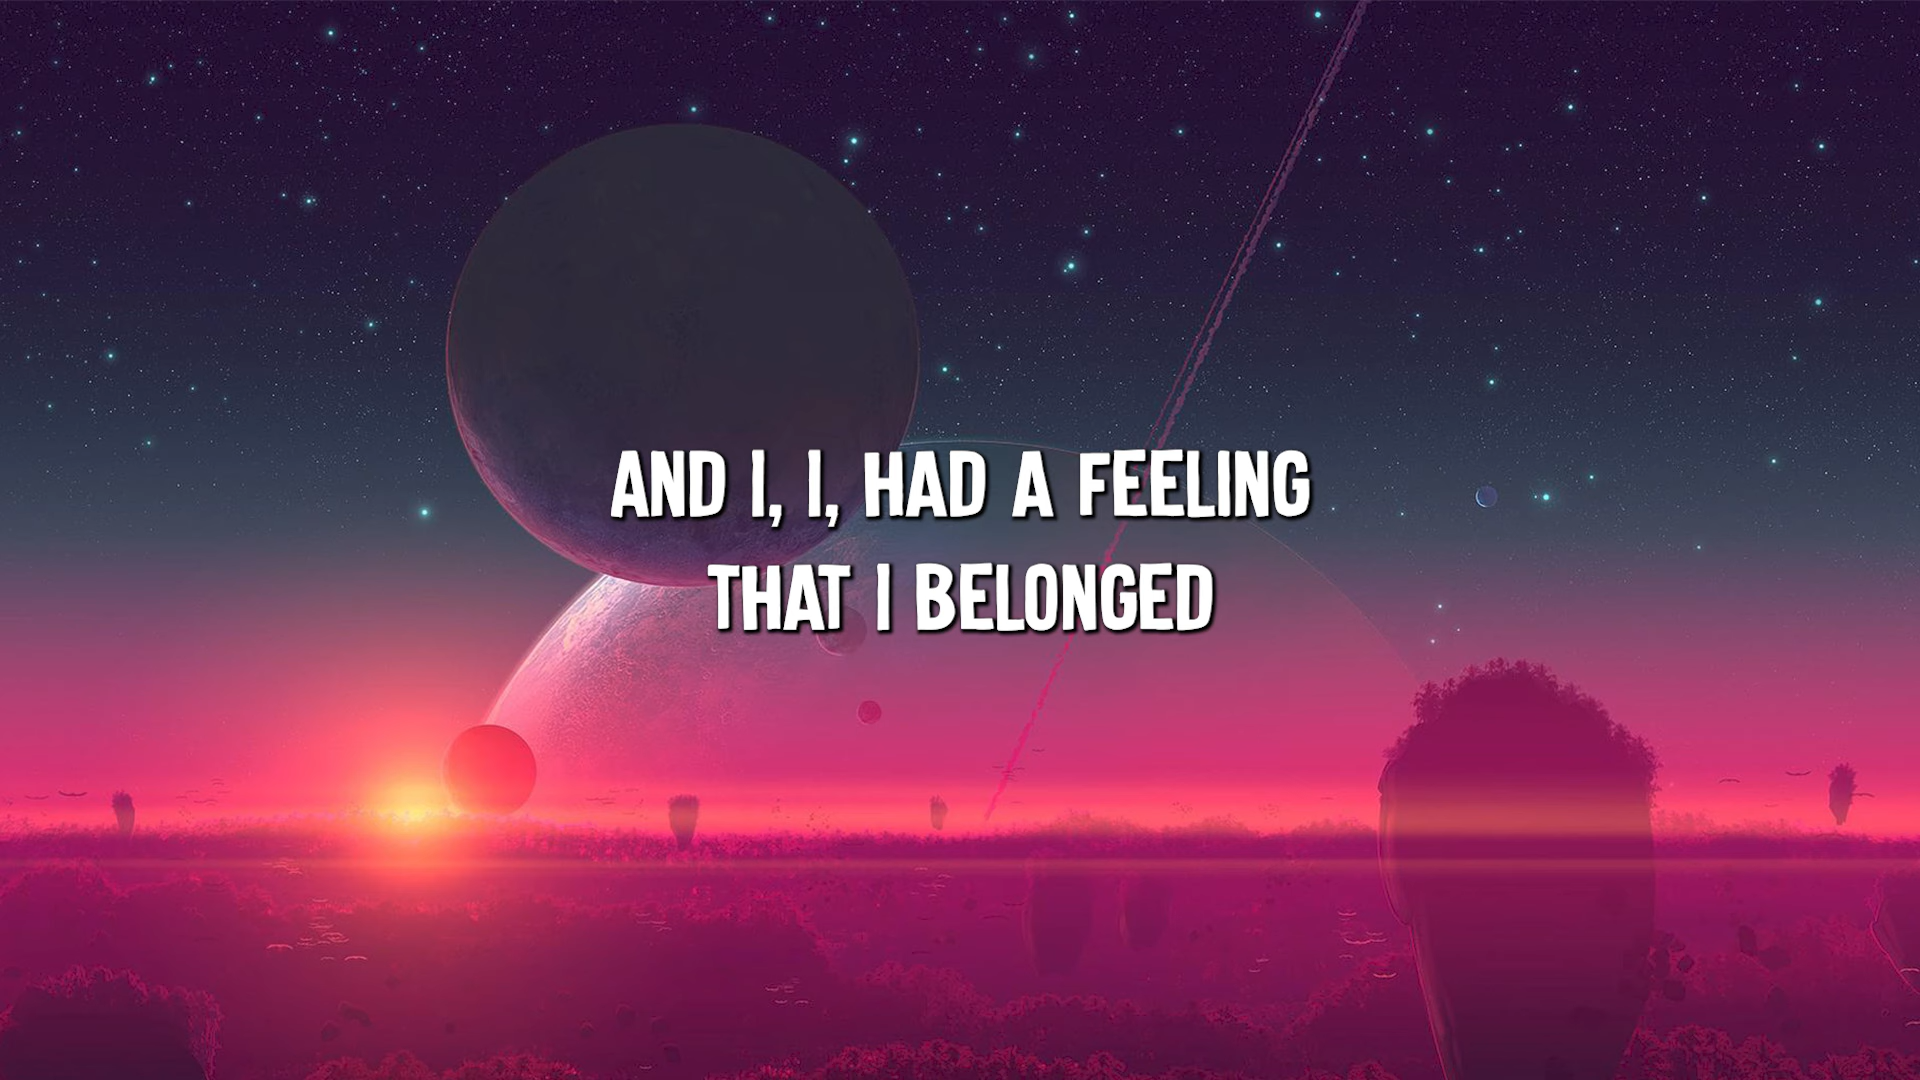 AND I, I, HAD A FEELING
THAT I BELONGED